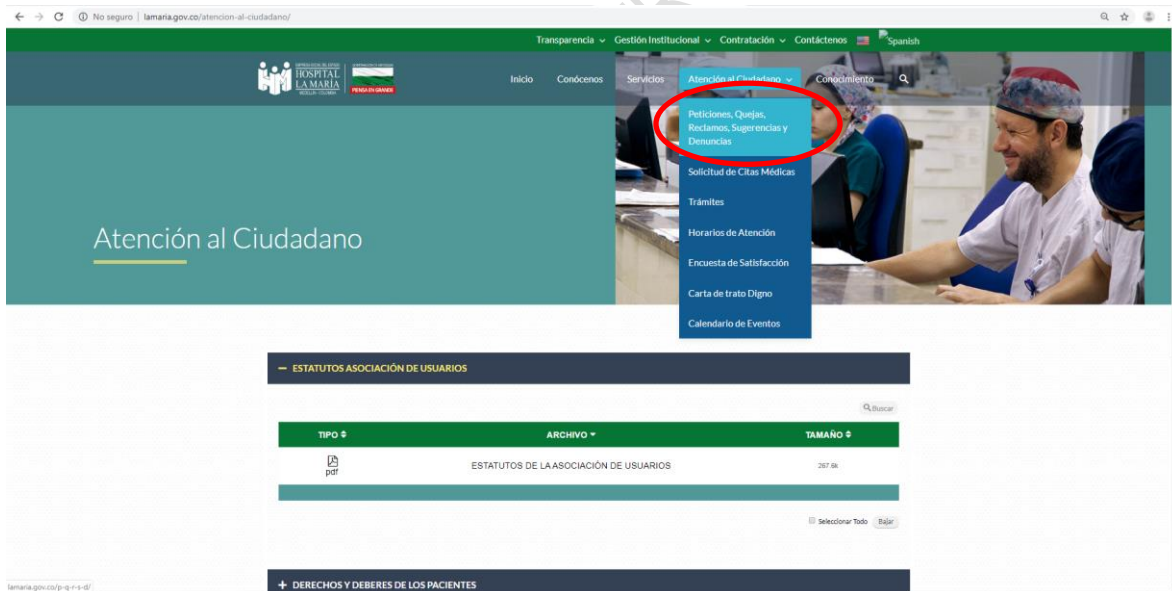 No seguro | lamaria.gov.co/atencion-al-ciudadano/
Transparencia Gestión Institucional Contratación Contáctenos Spanish
HOSPITAL
LA MARÍA
PIENSA EN GRANDE
Inicio Conócenos Servicios Atención al Ciudadano Conocimiento
Peticiones, Quejas,
Reclamos, Sugerencias y
Denuncias
Solicitud de Citas Médicas
Trámites
Horarios de Atención
Encuesta de Satisfacción
Carta de trato Digno
Calendario de Eventos
Atención al Ciudadano
− ESTATUTOS ASOCIACIÓN DE USUARIOS
Buscar
TIPO ARCHIVO TAMAÑO
pdf ESTATUTOS DE LA ASOCIACIÓN DE USUARIOS 267.6k
Seleccionar Todo Bajar
+ DERECHOS Y DEBERES DE LOS PACIENTES
lamaria.gov.co/p-q-r-s-d/